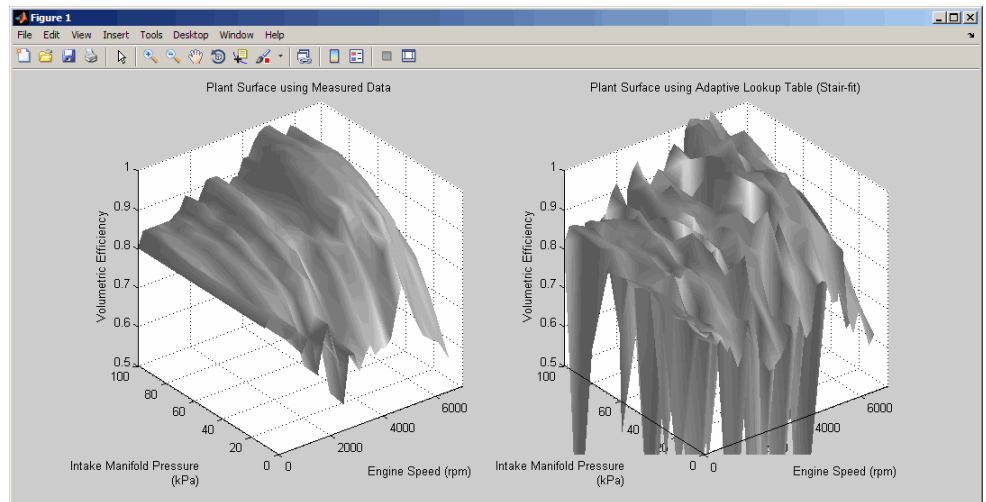 Figure 1
File Edit View Insert Tools Desktop Window Help
Plant Surface using Measured Data
1
0.9
0.8
0.7
0.6
0.5
Volumetric Efficiency
100
80
60
40
20
0
Intake Manifold Pressure
(kPa)
0
2000
4000
6000
Engine Speed (rpm)
Plant Surface using Adaptive Lookup Table (Stair-fit)
1
0.9
0.8
0.7
0.6
0.5
Volumetric Efficiency
100
60
40
0
Intake Manifold Pressure
(kPa)
0
4000
6000
Engine Speed (rpm)